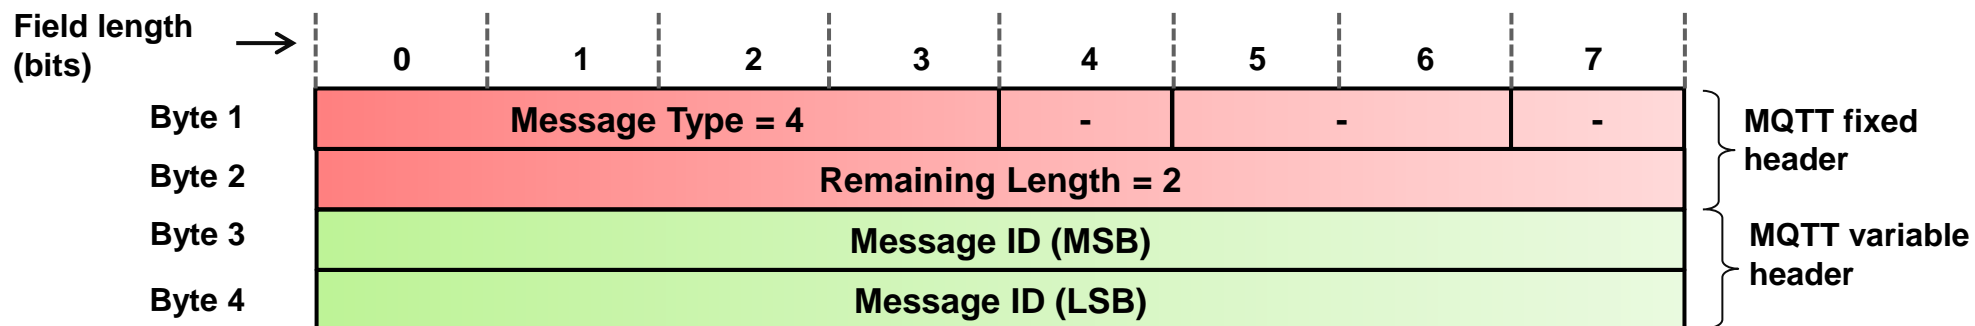 Field length
(bits)
0 1 2 3 4 5 6 7
Byte 1 Message Type = 4 - - -
MQTT fixed
header
Byte 2 Remaining Length = 2
Byte 3 Message ID (MSB)
MQTT variable
header
Byte 4 Message ID (LSB)